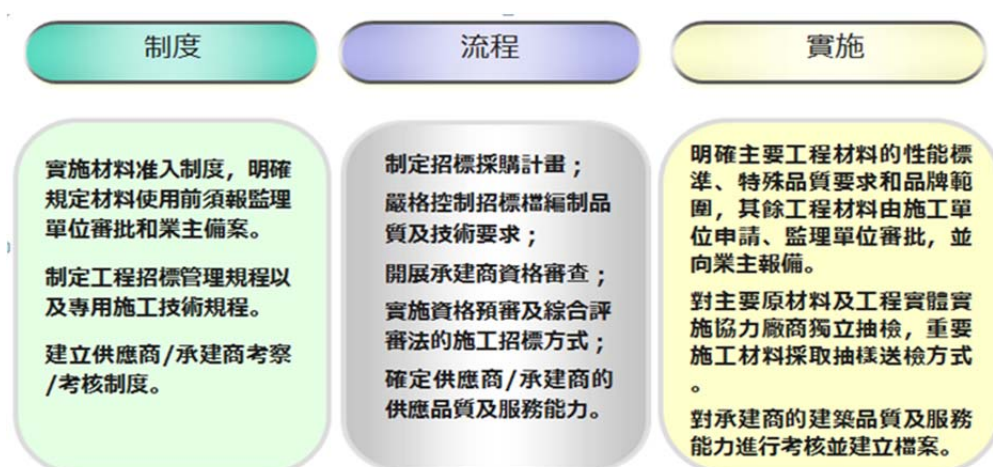 制度
實施材料准入制度，明確
規定材料使用前須報監理
單位審批和業主備案。
制定工程招標管理規程以
及專用施工技術規程。
建立供應商/承建商考察
/考核制度。
流程
制定招標採購計畫；
嚴格控制招標檔編制品
質及技術要求；
開展承建商資格審查；
實施資格預審及綜合評
審法的施工招標方式；
確定供應商/承建商的
供應品質及服務能力。
實施
明確主要工程材料的性能標
準、特殊品質要求和品牌範
圍，其餘工程材料由施工單
位申請、監理單位審批，並
向業主報備。
對主要原材料及工程實體實
施協力廠商獨立抽檢，重要
施工材料採取抽樣送檢方式
。
對承建商的建築品質及服務
能力進行考核並建立檔案。